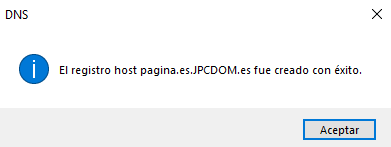 DNS
El registro host pagina.es.JPCDOM.es fue creado con éxito.
Aceptar